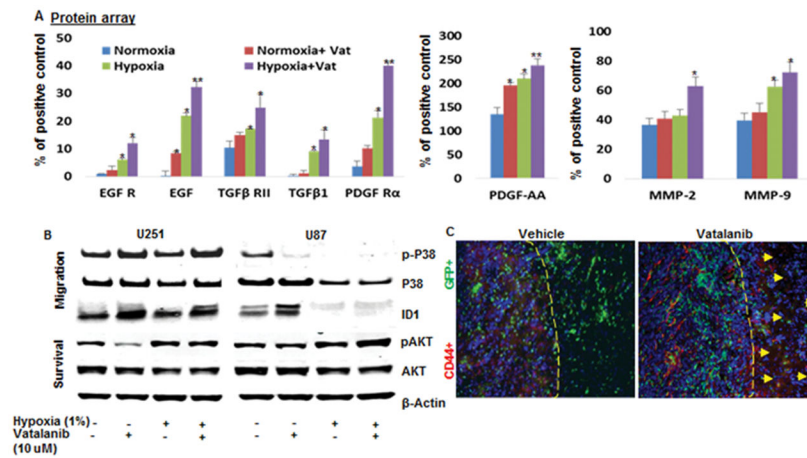 A Protein array
% of positive control
50
40
30
20
10
0
Normoxia
Normoxia+ Vat
Hypoxia
Hypoxia+Vat
* * * ** * * * * * **
EGF R
EGF
TGFβ RII
TGFβ1
PDGF Rα
% of positive control
300
250
200
150
100
50
0
* * **
PDGF-AA
% of positive control
100
80
60
40
20
0
* * *
MMP-2
MMP-9
B
U251
U87
Migration
Survival
p-P38
P38
ID1
pAKT
AKT
β-Actin
Hypoxia (1%) - - + + - - + +
Vatalanib - + - + - + - +
(10 uM)
C
Vehicle
Vatalanib
GFP+
CD44+